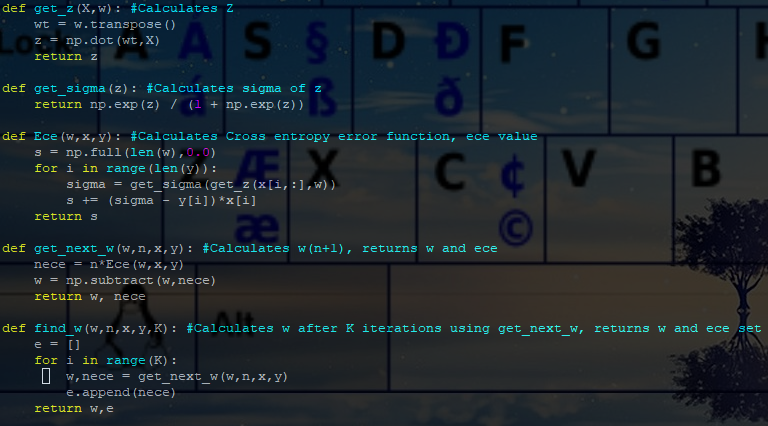 def get_z(X,w): #Calculates Z
    wt = w.transpose()
    z = np.dot(wt,X)
    return z
def get_sigma(z): #Calculates sigma of z
    return np.exp(z) / (1 + np.exp(z))
def Ece(w,x,y): #Calculates Cross entropy error function, ece value
    s = np.full(len(w),0.0)
    for i in range(len(y)):
        sigma = get_sigma(get_z(x[i,:],w))
        s += (sigma - y[i])*x[i]
    return s
def get_next_w(w,n,x,y): #Calculates w(n+1), returns w and ece
    nece = n*Ece(w,x,y)
    w = np.subtract(w,nece)
    return w, nece
def find_w(w,n,x,y,K): #Calculates w after K iterations using get_next_w, returns w and ece set
    e = []
    for i in range(K):
        w,nece = get_next_w(w,n,x,y)
        e.append(nece)
    return w,e
Lock A Á S § D Đ F G H
á ß ð
Z Æ X C ¢ V B
æ ©
Alt